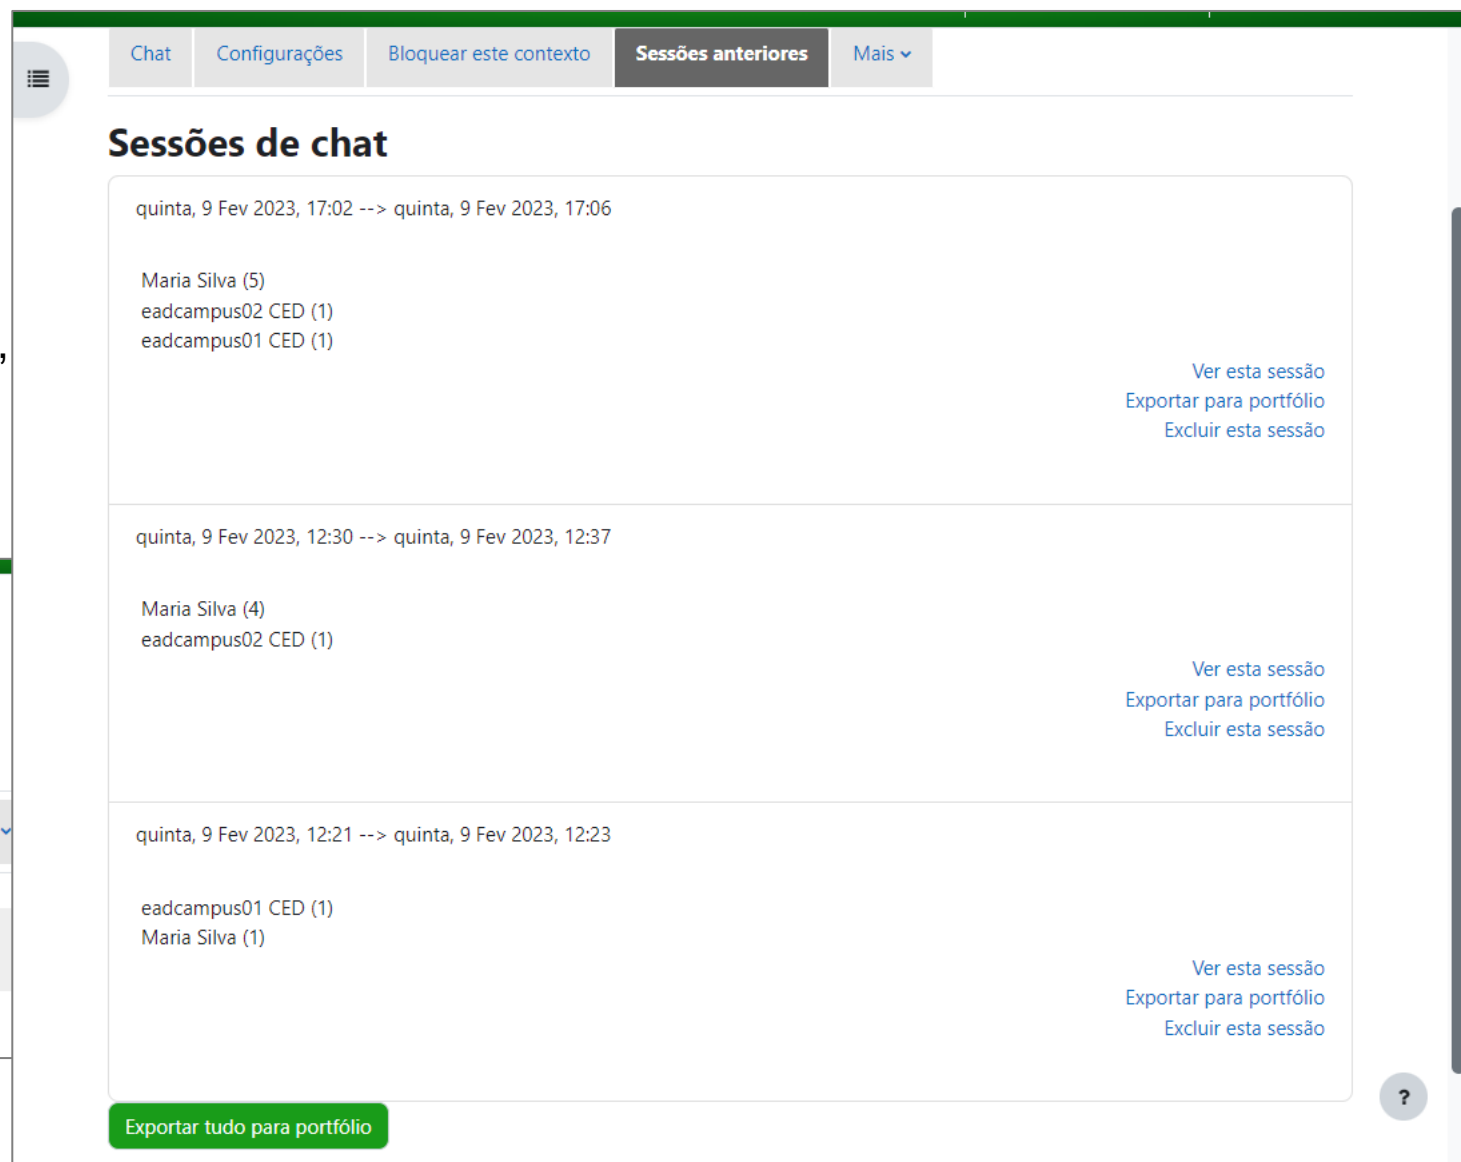 Chat Configurações Bloquear este contexto Sessões anteriores Mais
Sessões de chat
quinta, 9 Fev 2023, 17:02 --> quinta, 9 Fev 2023, 17:06
Maria Silva (5)
eadcampus02 CED (1)
eadcampus01 CED (1)
,
Ver esta sessão
Exportar para portfólio
Excluir esta sessão
quinta, 9 Fev 2023, 12:30 --> quinta, 9 Fev 2023, 12:37
Maria Silva (4)
eadcampus02 CED (1)
Ver esta sessão
Exportar para portfólio
Excluir esta sessão
quinta, 9 Fev 2023, 12:21 --> quinta, 9 Fev 2023, 12:23
eadcampus01 CED (1)
Maria Silva (1)
Ver esta sessão
Exportar para portfólio
Excluir esta sessão
?
Exportar tudo para portfólio